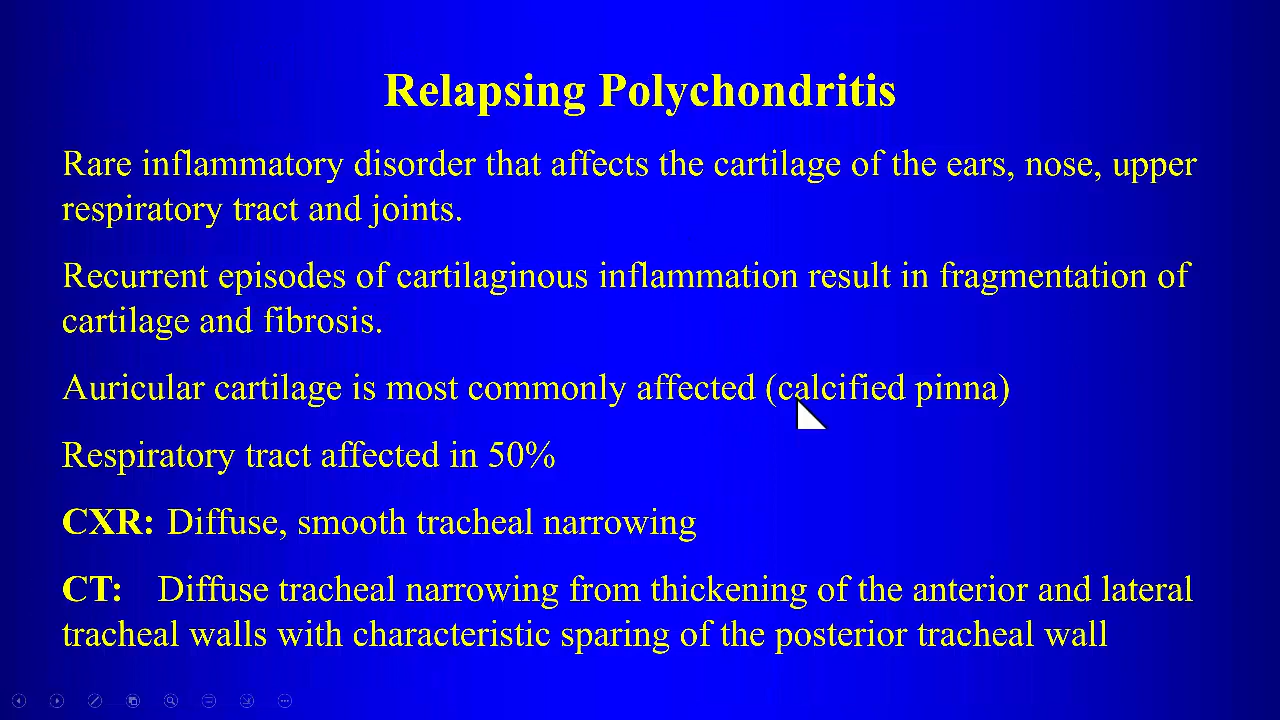 Relapsing Polychondritis
Rare inflammatory disorder that affects the cartilage of the ears, nose, upper
respiratory tract and joints.
Recurrent episodes of cartilaginous inflammation result in fragmentation of
cartilage and fibrosis.
Auricular cartilage is most commonly affected (calcified pinna)
Respiratory tract affected in 50%
CXR: Diffuse, smooth tracheal narrowing
CT: Diffuse tracheal narrowing from thickening of the anterior and lateral
tracheal walls with characteristic sparing of the posterior tracheal wall